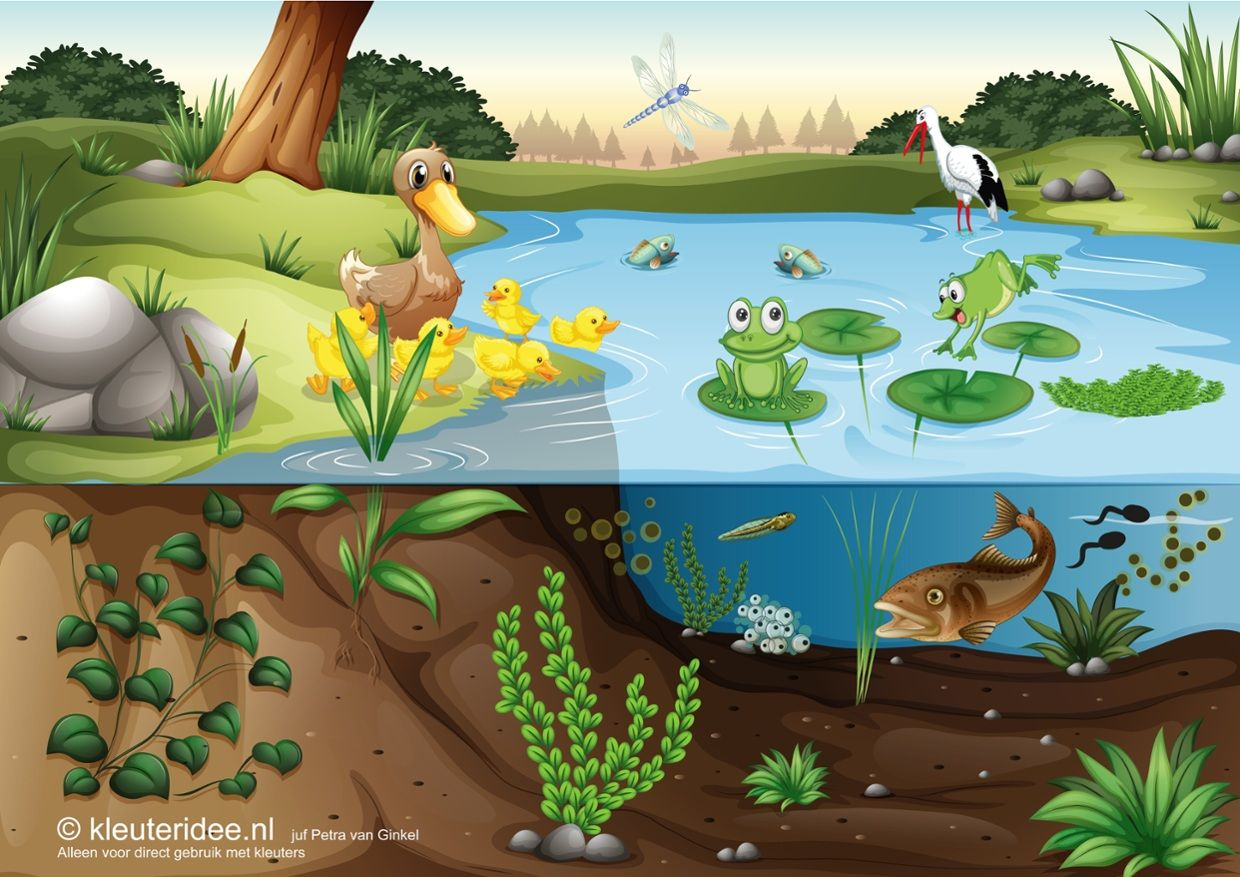 © kleuteridee.nl juf Petra van Ginkel
Alleen voor direct gebruik met kleuters